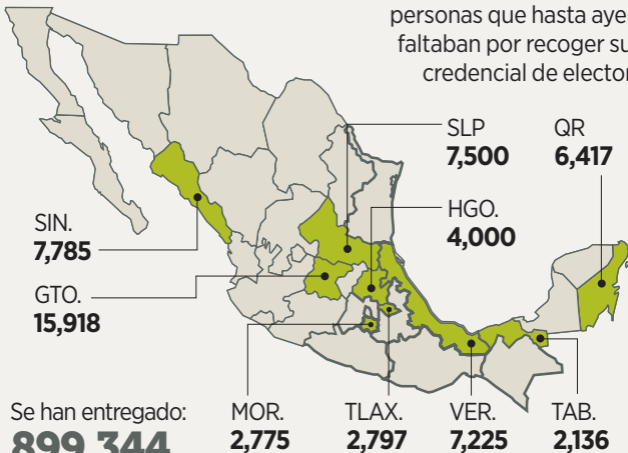 personas que hasta ayer
faltaban por recoger su
credencial de elector
SLP
7,500
QR
6,417
HGO.
4,000
SIN.
7,785
GTO.
15,918
Se han entregado:
899,344
MOR.
2,775
TLAX.
2,797
VER.
7,225
TAB.
2,136